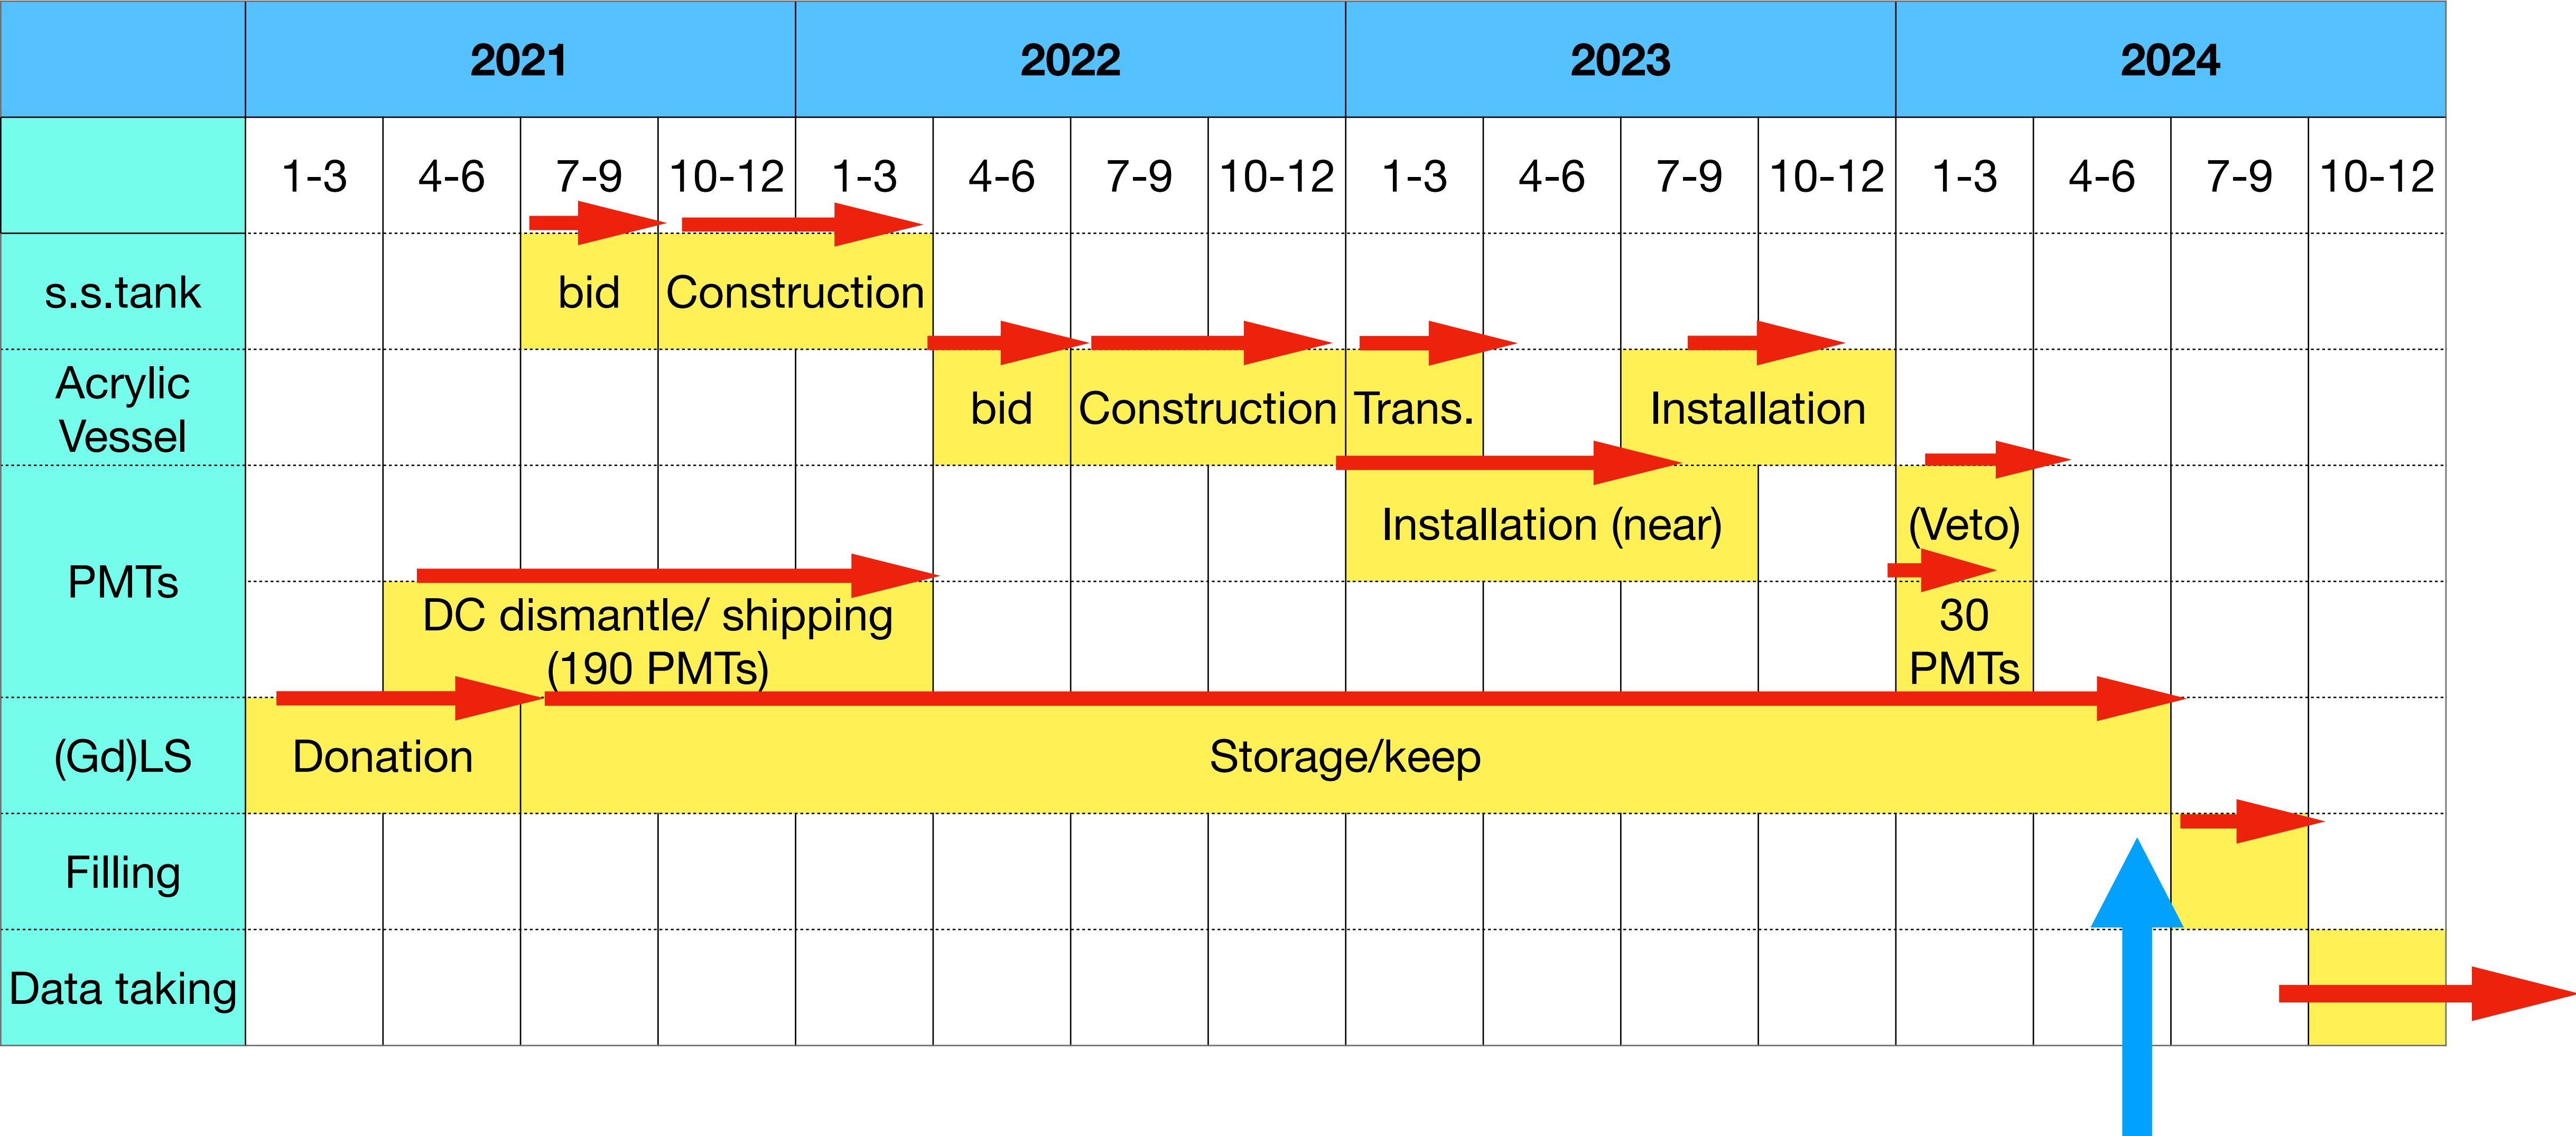 2021 2022 2023 2024
1-3 4-6 7-9 10-12 1-3 4-6 7-9 10-12 1-3 4-6 7-9 10-12 1-3 4-6 7-9 10-12
s.s.tank bid Construction
Acrylic
Vessel bid Construction Trans. Installation
PMTs
Installation (near) (Veto)
DC dismantle/ shipping
(190 PMTs)
30
PMTs
(Gd)LS Donation Storage/keep
Filling
Data taking